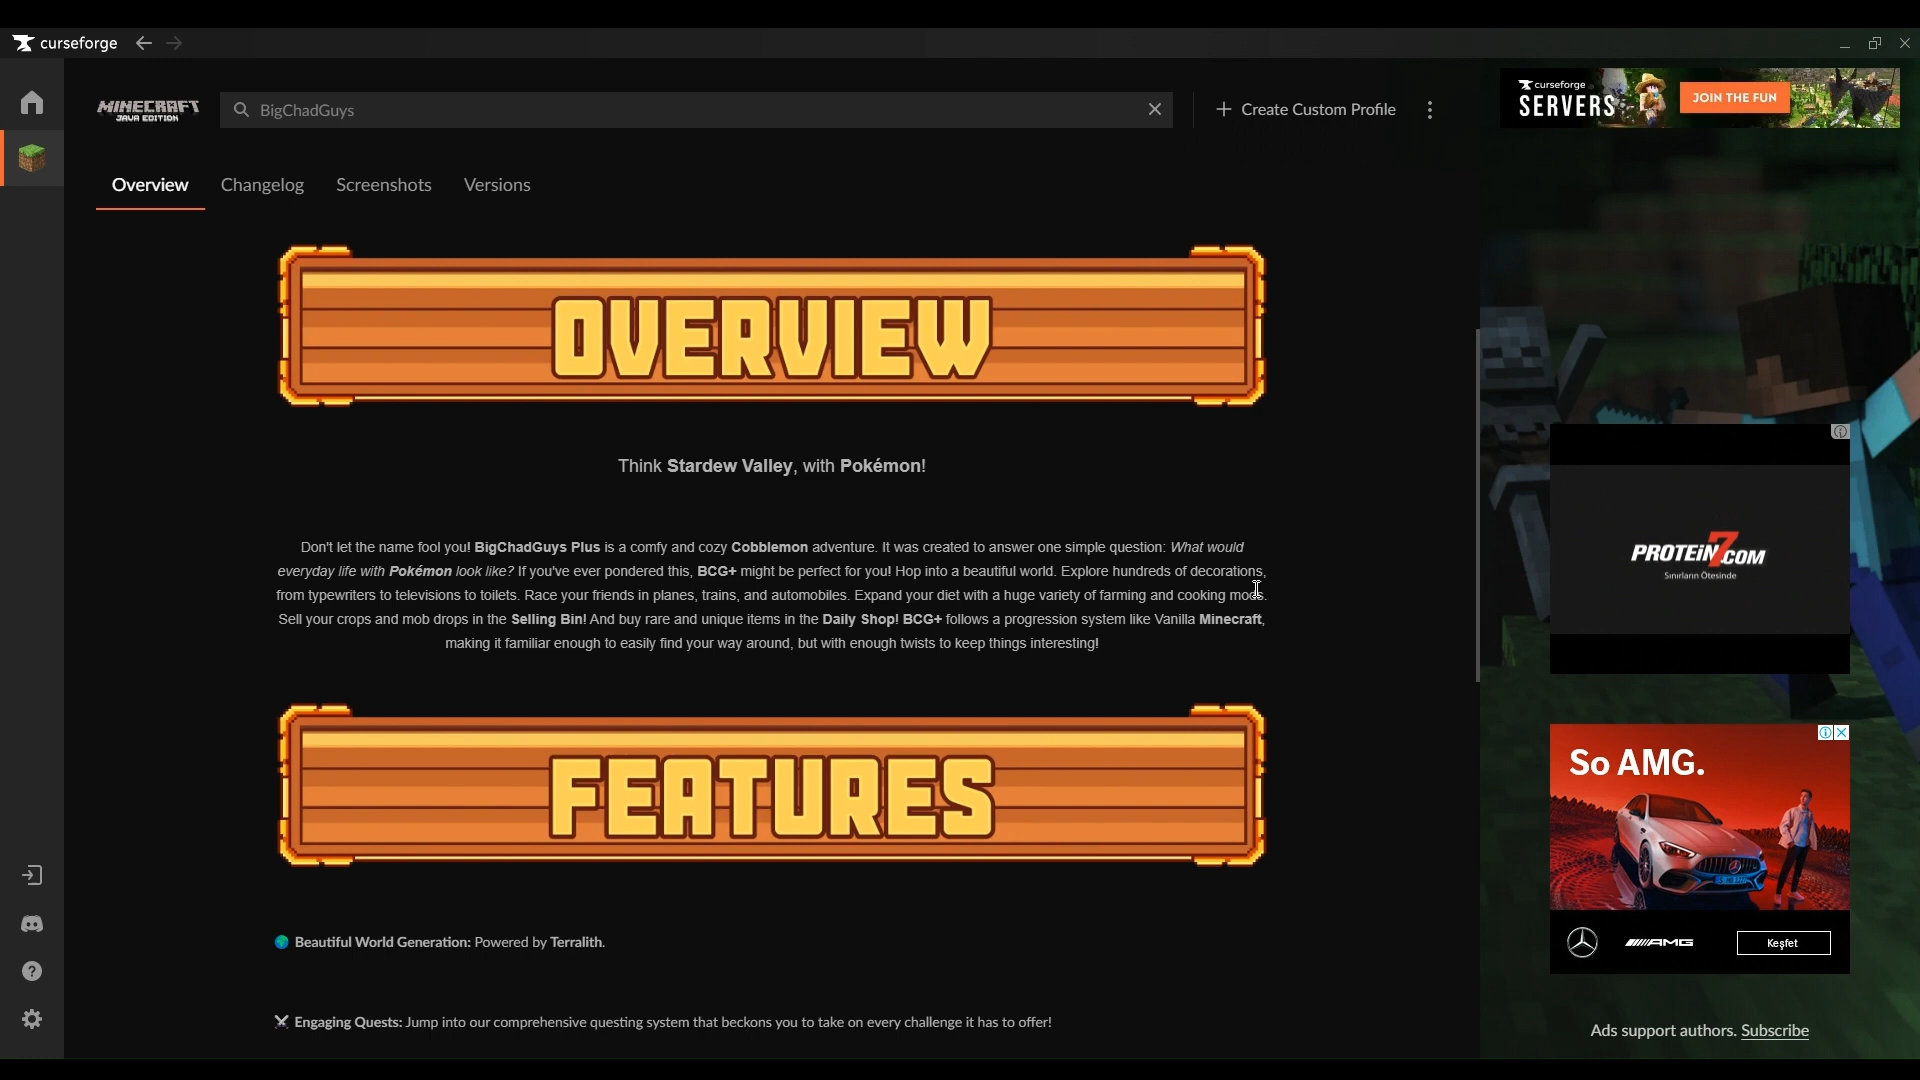 curseforge
MINECRAFT
JAVA EDITION
BigChadGuys
Create Custom Profile
curseforge
SERVERS
JOIN THE FUN
Overview
Changelog
Screenshots
Versions
OVERVIEW
Think Stardew Valley, with Pokémon!
Don't let the name fool you! BigChadGuys Plus is a comfy and cozy Cobblemon adventure. It was created to answer one simple question: What would
everyday life with Pokémon look like? If you've ever pondered this, BCG+ might be perfect for you! Hop into a beautiful world. Explore hundreds of decorations,
from typewriters to televisions to toilets. Race your friends in planes, trains, and automobiles. Expand your diet with a huge variety of farming and cooking mods.
Sell your crops and mob drops in the Selling Bin! And buy rare and unique items in the Daily Shop! BCG+ follows a progression system like Vanilla Minecraft,
making it familiar enough to easily find your way around, but with enough twists to keep things interesting!
FEATURES
Beautiful World Generation: Powered by Terralith.
Engaging Quests: Jump into our comprehensive questing system that beckons you to take on every challenge it has to offer!
PROTEiN7.COM
Sınırların Ötesinde
So AMG.
AMG
Keşfet
Ads support authors. Subscribe